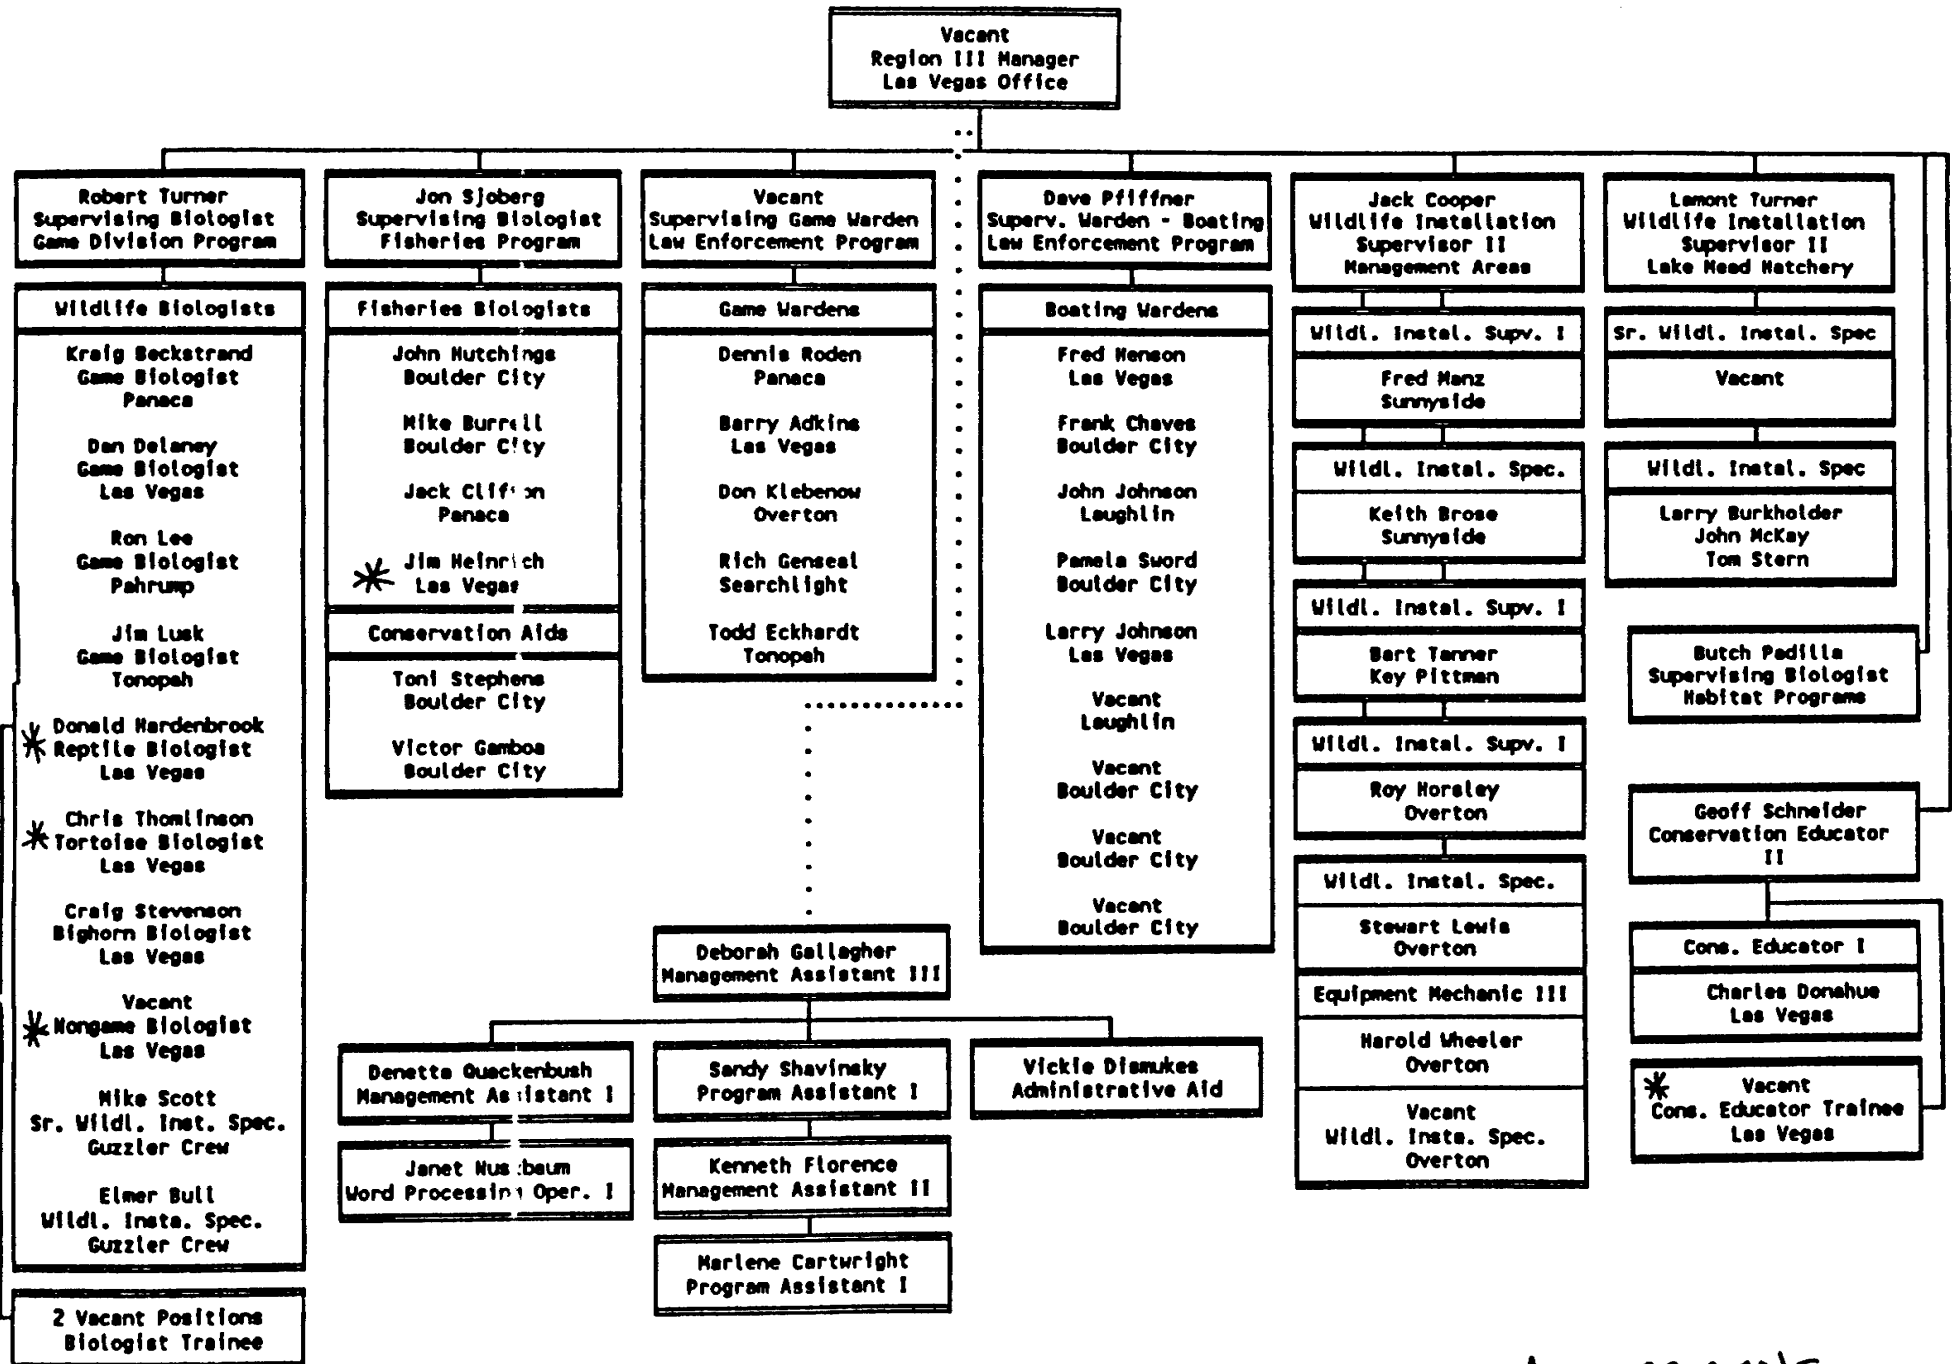 Vacant
Region III Manager
Las Vegas Office
Robert Turner
Supervising Biologist
Game Division Program
Wildlife Biologists
Kraig Beckstrand
Game Biologist
Panaca
Dan Delaney
Game Biologist
Las Vegas
Ron Lee
Game Biologist
Pahrump
Jim Lusk
Game Biologist
Tonopah
Donald Hardenbrook
Reptile Biologist
Las Vegas
Chris Thomlinson
Tortoise Biologist
Las Vegas
Craig Stevenson
Bighorn Biologist
Las Vegas
Vacant
Nongame Biologist
Las Vegas
Mike Scott
Sr. Wildl. Inst. Spec.
Guzzler Crew
Elmer Bull
Wildl. Insta. Spec.
Guzzler Crew
2 Vacant Positions
Biologist Trainee
Jon Sjoberg
Supervising Biologist
Fisheries Program
Fisheries Biologists
John Hutchings
Boulder City
Mike Burrell
Boulder City
Jack Clifton
Panaca
Jim Heinrich
Las Vegas
Conservation Aids
Toni Stephens
Boulder City
Victor Gamboa
Boulder City
Vacant
Supervising Game Warden
Law Enforcement Program
Game Wardens
Dennis Roden
Panaca
Barry Adkins
Las Vegas
Don Klebenow
Overton
Rich Genseal
Searchlight
Todd Eckhardt
Tonopah
Deborah Gallagher
Management Assistant III
Denette Quackenbush
Management Assistant I
Janet Nussbaum
Word Processing Oper. I
Sandy Shavinsky
Program Assistant I
Kenneth Florence
Management Assistant II
Marlene Cartwright
Program Assistant I
Vickie Dismukes
Administrative Aid
Dave Pfiffner
Superv. Warden - Boating
Law Enforcement Program
Boating Wardens
Fred Henson
Las Vegas
Frank Chaves
Boulder City
John Johnson
Laughlin
Pamela Sword
Boulder City
Larry Johnson
Las Vegas
Vacant
Laughlin
Vacant
Boulder City
Vacant
Boulder City
Vacant
Boulder City
Jack Cooper
Wildlife Installation
Supervisor II
Management Areas
Wildl. Instal. Supv. I
Fred Manz
Sunnyside
Wildl. Instal. Spec.
Keith Brose
Sunnyside
Wildl. Instal. Supv. I
Bart Tanner
Key Pittman
Wildl. Instal. Supv. I
Roy Horsley
Overton
Wildl. Instal. Spec.
Stewart Lewis
Overton
Equipment Mechanic III
Harold Wheeler
Overton
Vacant
Wildl. Insta. Spec.
Overton
Lamont Turner
Wildlife Installation
Supervisor II
Lake Mead Hatchery
Sr. Wildl. Instal. Spec
Vacant
Wildl. Instal. Spec
Larry Burkholder
John McKay
Tom Stern
Butch Padilla
Supervising Biologist
Habitat Programs
Geoff Schneider
Conservation Educator
II
Cons. Educator I
Charles Donahue
Las Vegas
Vacant
Cons. Educator Trainee
Las Vegas